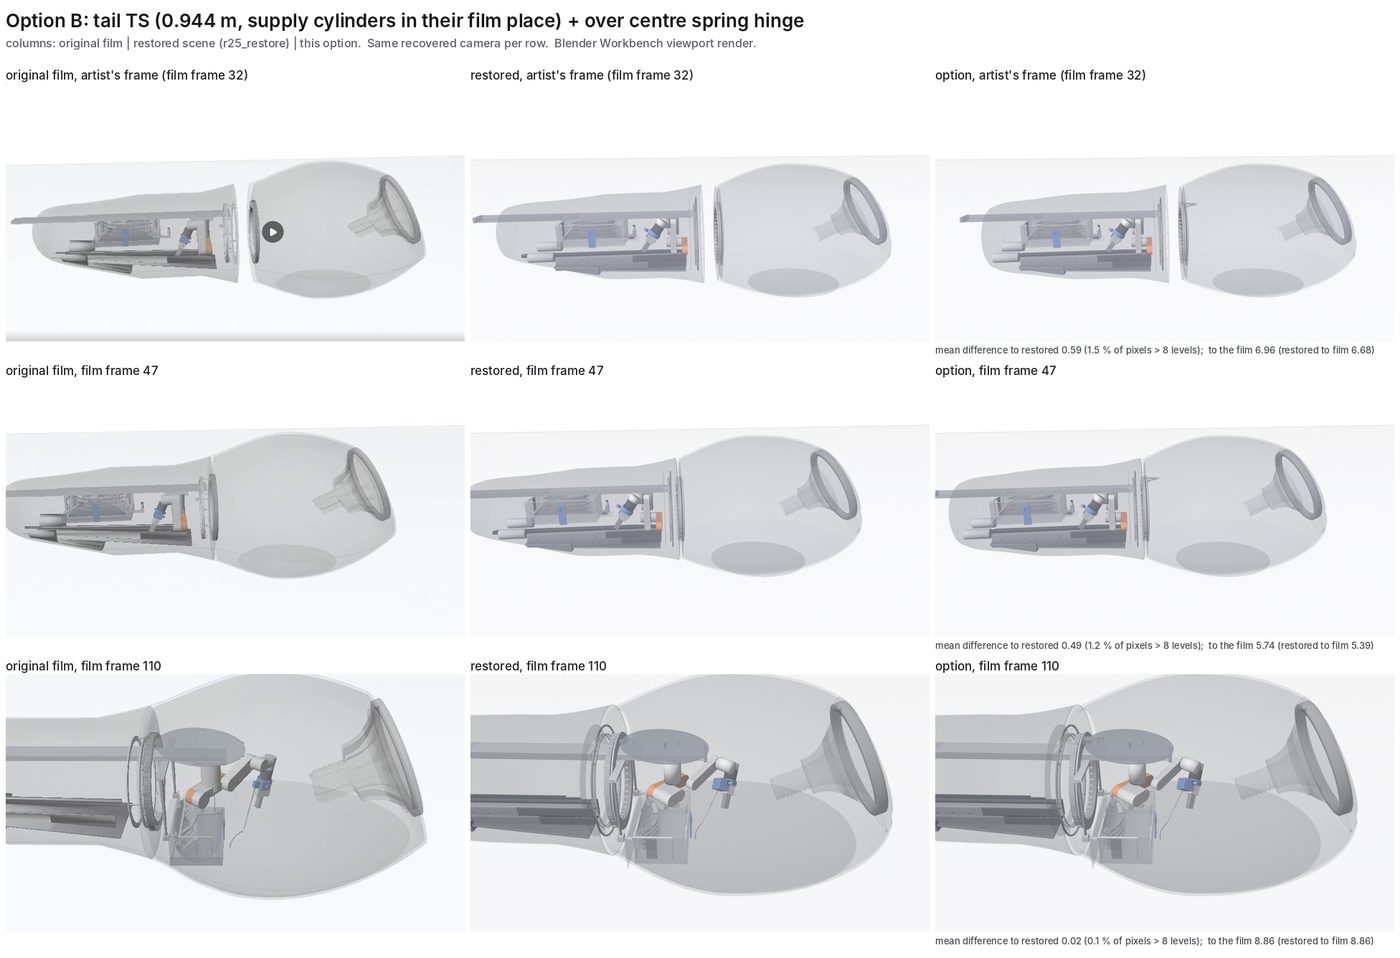 Option B: tail TS (0.944 m, supply cylinders in their film place) + over centre spring hinge
columns: original film | restored scene (r25_restore) | this option.  Same recovered camera per row.  Blender Workbench viewport render.
original film, artist's frame (film frame 32)
restored, artist's frame (film frame 32)
option, artist's frame (film frame 32)
mean difference to restored 0.59 (1.5 % of pixels > 8 levels);  to the film 6.96 (restored to film 6.68)
original film, film frame 47
restored, film frame 47
option, film frame 47
mean difference to restored 0.49 (1.2 % of pixels > 8 levels);  to the film 5.74 (restored to film 5.39)
original film, film frame 110
restored, film frame 110
option, film frame 110
mean difference to restored 0.02 (0.1 % of pixels > 8 levels);  to the film 8.86 (restored to film 8.86)